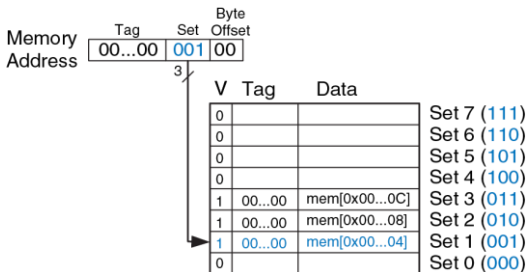 Memory Address
Tag Set Byte Offset
00...00 001 00
3
V Tag Data
0 Set 7 (111)
0 Set 6 (110)
0 Set 5 (101)
0 Set 4 (100)
1 00...00 mem[0x00...0C] Set 3 (011)
1 00...00 mem[0x00...08] Set 2 (010)
1 00...00 mem[0x00...04] Set 1 (001)
0 Set 0 (000)